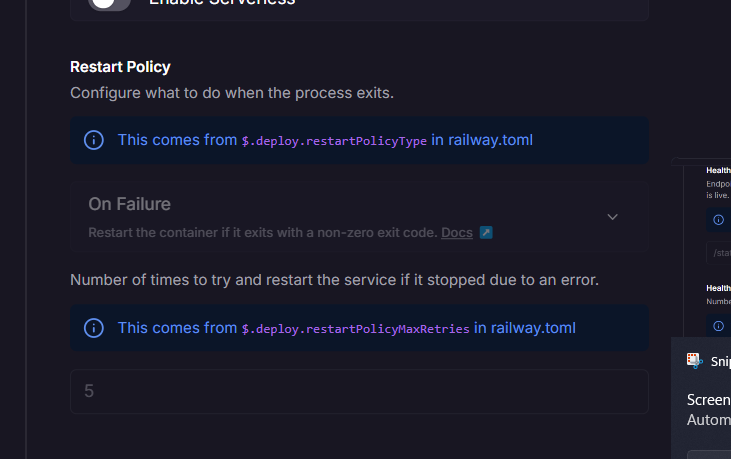 Enable Serverless
Restart Policy
Configure what to do when the process exits.
This comes from $.deploy.restartPolicyType in railway.toml
On Failure
Restart the container if it exits with a non-zero exit code. Docs
Number of times to try and restart the service if it stopped due to an error.
This comes from $.deploy.restartPolicyMaxRetries in railway.toml
5
Health
Endpo
is live.
/stat
Health
Numbe
Snip
Screen
Autom